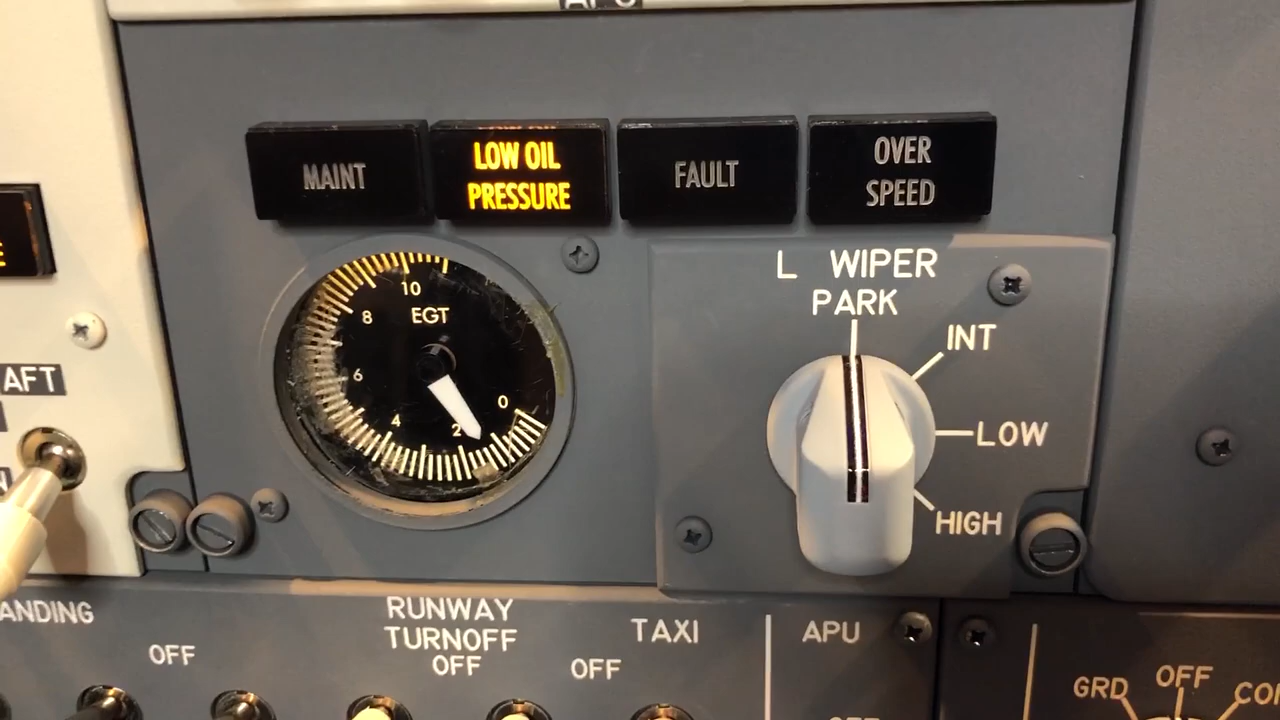 APU
MAINT
LOW OIL
PRESSURE
FAULT
OVER
SPEED
L WIPER
PARK
INT
LOW
HIGH
10
8
EGT
6
4
2
0
AFT
ANDING
OFF
RUNWAY
TURNOFF
OFF
OFF
TAXI
APU
GRD
OFF